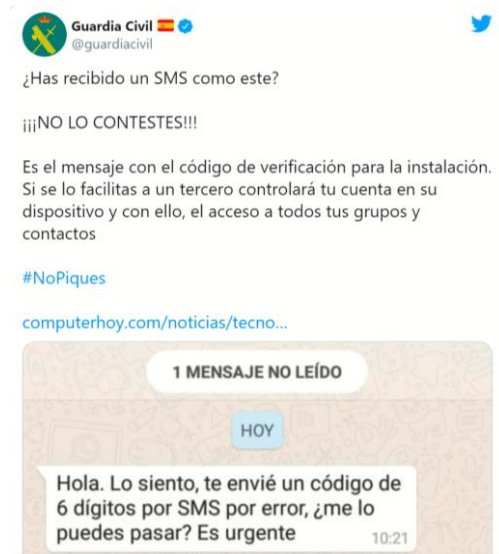 Guardia Civil
@guardiacivil
¿Has recibido un SMS como este?
¡¡¡NO LO CONTESTES!!!
Es el mensaje con el código de verificación para la instalación.
Si se lo facilitas a un tercero controlará tu cuenta en su
dispositivo y con ello, el acceso a todos tus grupos y
contactos
#NoPiques
computerhoy.com/noticias/tecno...
1 MENSAJE NO LEÍDO
HOY
Hola. Lo siento, te envié un código de
6 dígitos por SMS por error, ¿me lo
puedes pasar? Es urgente
10:21